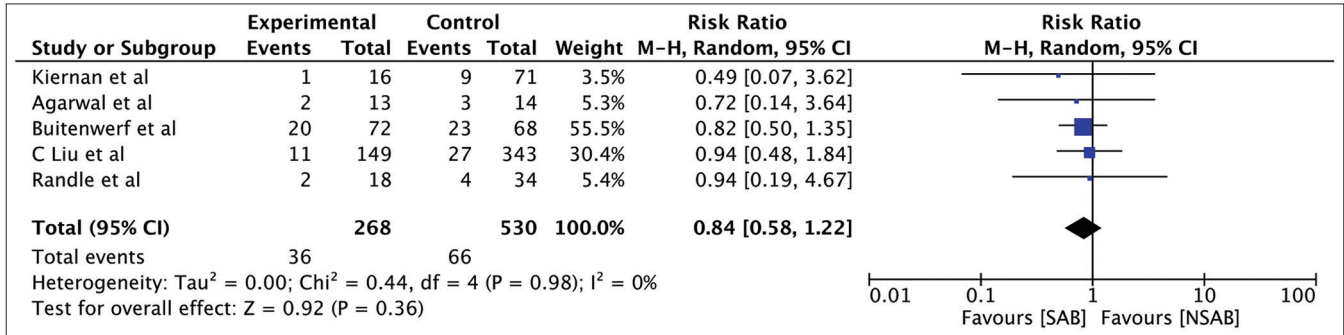 Experimental Control Risk Ratio Risk Ratio
Study or Subgroup Events Total Events Total Weight M-H, Random, 95% CI M-H, Random, 95% CI
Kiernan et al 1 16 9 71 3.5% 0.49 [0.07, 3.62]
Agarwal et al 2 13 3 14 5.3% 0.72 [0.14, 3.64]
Buitenwerf et al 20 72 23 68 55.5% 0.82 [0.50, 1.35]
C Liu et al 11 149 27 343 30.4% 0.94 [0.48, 1.84]
Randle et al 2 18 4 34 5.4% 0.94 [0.19, 4.67]
Total (95% CI) 268 530 100.0% 0.84 [0.58, 1.22]
Total events 36 66
Heterogeneity: Tau² = 0.00; Chi² = 0.44, df = 4 (P = 0.98); I² = 0%
Test for overall effect: Z = 0.92 (P = 0.36)
0.01 0.1 1 10 100
Favours [SAB] Favours [NSAB]